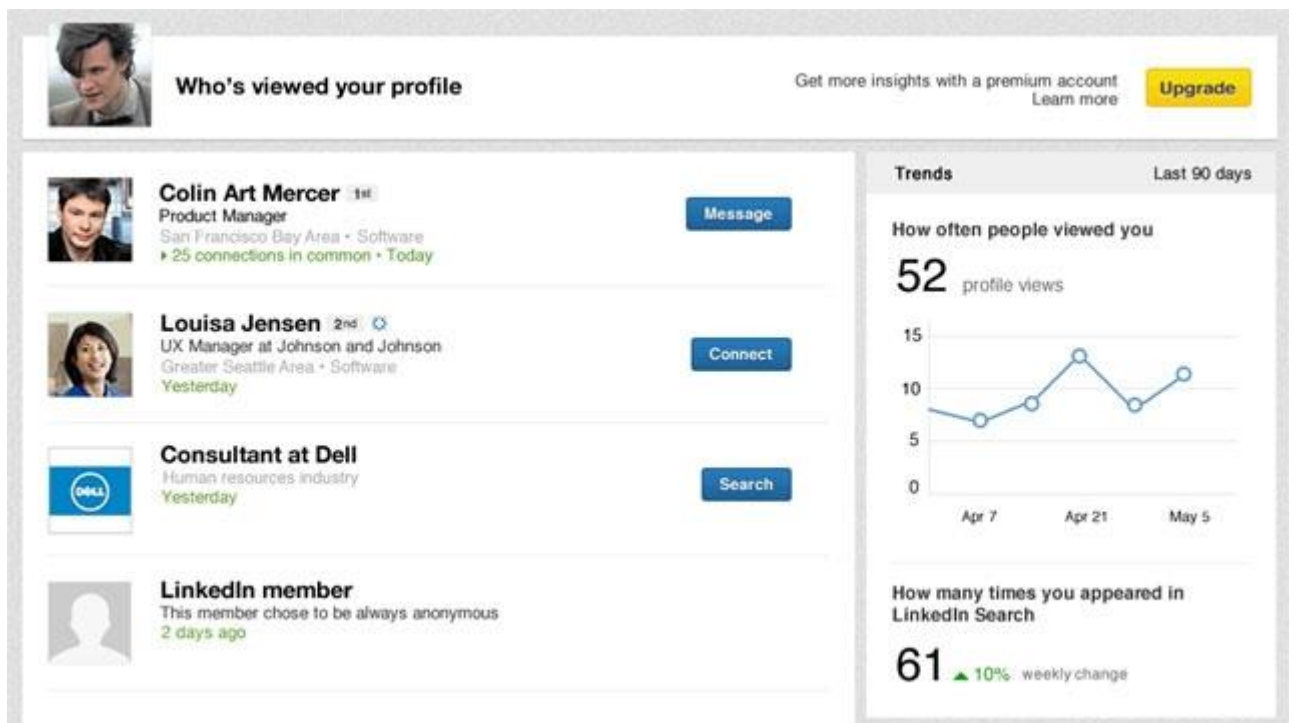 Who's viewed your profile
Get more insights with a premium account
Learn more
Upgrade
Colin Art Mercer 1st
Product Manager
San Francisco Bay Area • Software
▸ 25 connections in common • Today
Message
Louisa Jensen 2nd
UX Manager at Johnson and Johnson
Greater Seattle Area • Software
Yesterday
Connect
DELL
Consultant at Dell
Human resources industry
Yesterday
Search
LinkedIn member
This member chose to be always anonymous
2 days ago
Trends
Last 90 days
How often people viewed you
52 profile views
15
10
5
0
Apr 7
Apr 21
May 5
How many times you appeared in
LinkedIn Search
61 ▲ 10% weekly change